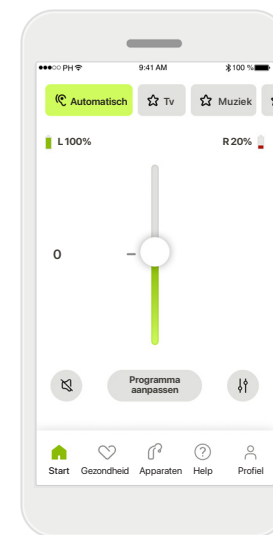 PH 9:41 AM 100 %
Automatisch Tv Muziek
L 100% R 20%
0
Programma
aanpassen
Start Gezondheid Apparaten Help Profiel